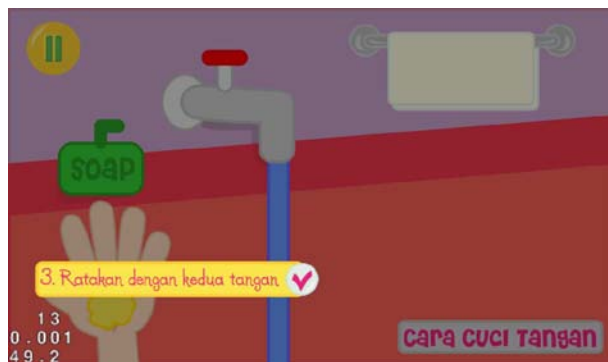 SOAP
3. Ratakan dengan kedua tangan
13
0.001
49.2
CARA CUCI TANGAN